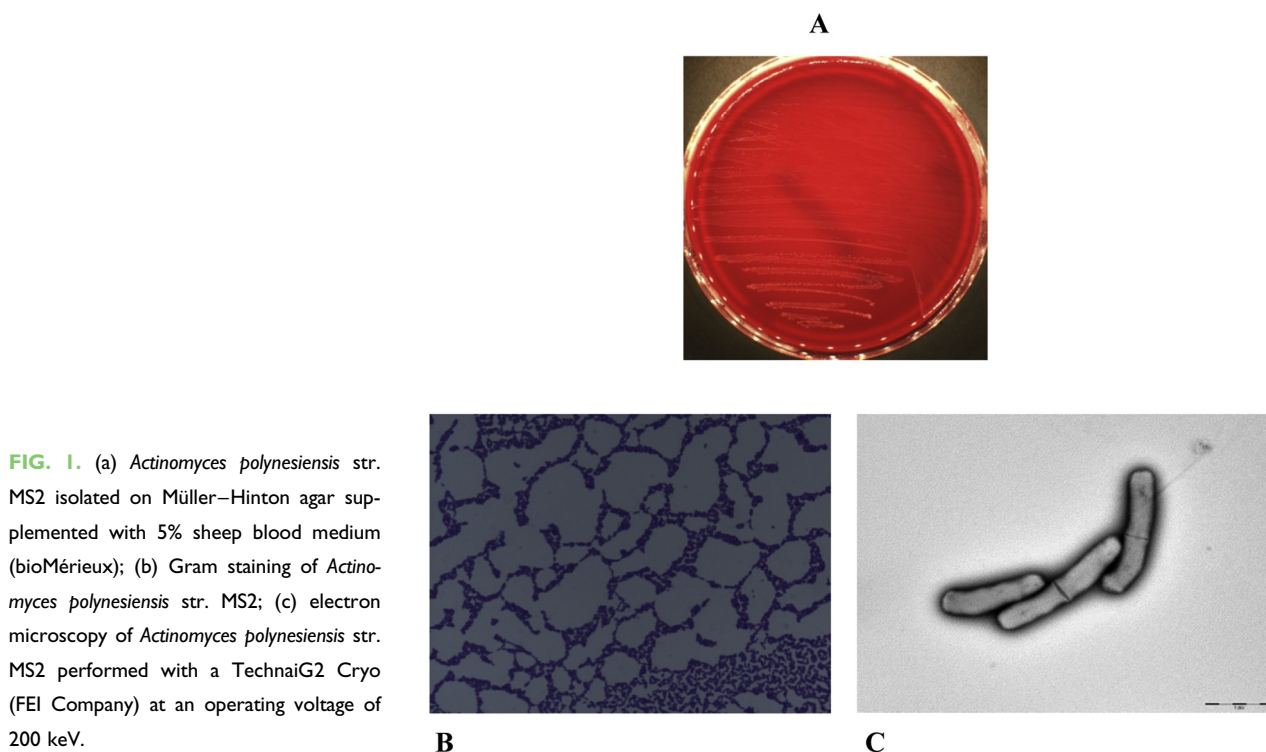 A
FIG. 1. (a) Actinomyces polynesiensis str.
MS2 isolated on Müller–Hinton agar sup-
plemented with 5% sheep blood medium
(bioMérieux); (b) Gram staining of Actino-
myces polynesiensis str. MS2; (c) electron
microscopy of Actinomyces polynesiensis str.
MS2 performed with a TechnaiG2 Cryo
(FEI Company) at an operating voltage of
200 keV.
B
C